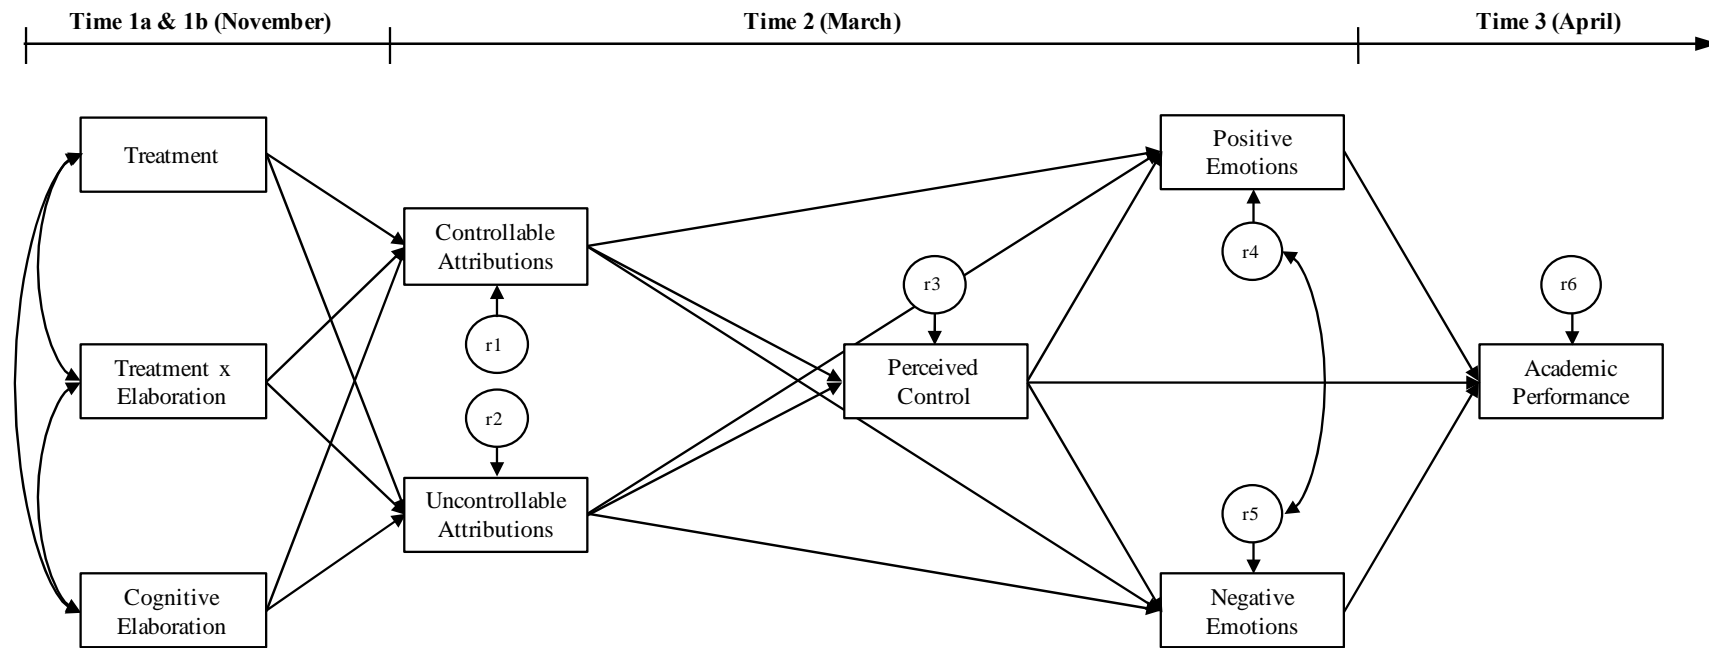 Time 1a & 1b (November)
Time 2 (March)
Time 3 (April)
Treatment
Treatment x
Elaboration
Cognitive
Elaboration
Controllable
Attributions
r1
r2
Uncontrollable
Attributions
r3
Perceived
Control
Positive
Emotions
r4
r5
Negative
Emotions
r6
Academic
Performance